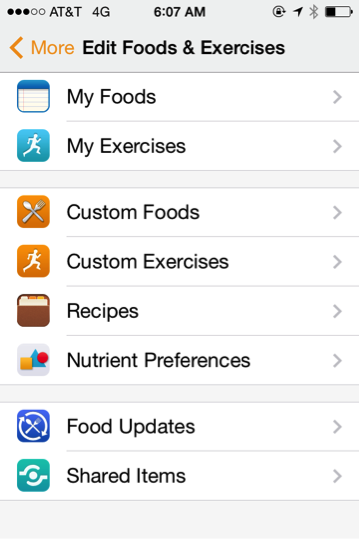 AT&T 4G 6:07 AM
More Edit Foods & Exercises
My Foods
My Exercises
Custom Foods
Custom Exercises
Recipes
Nutrient Preferences
Food Updates
Shared Items